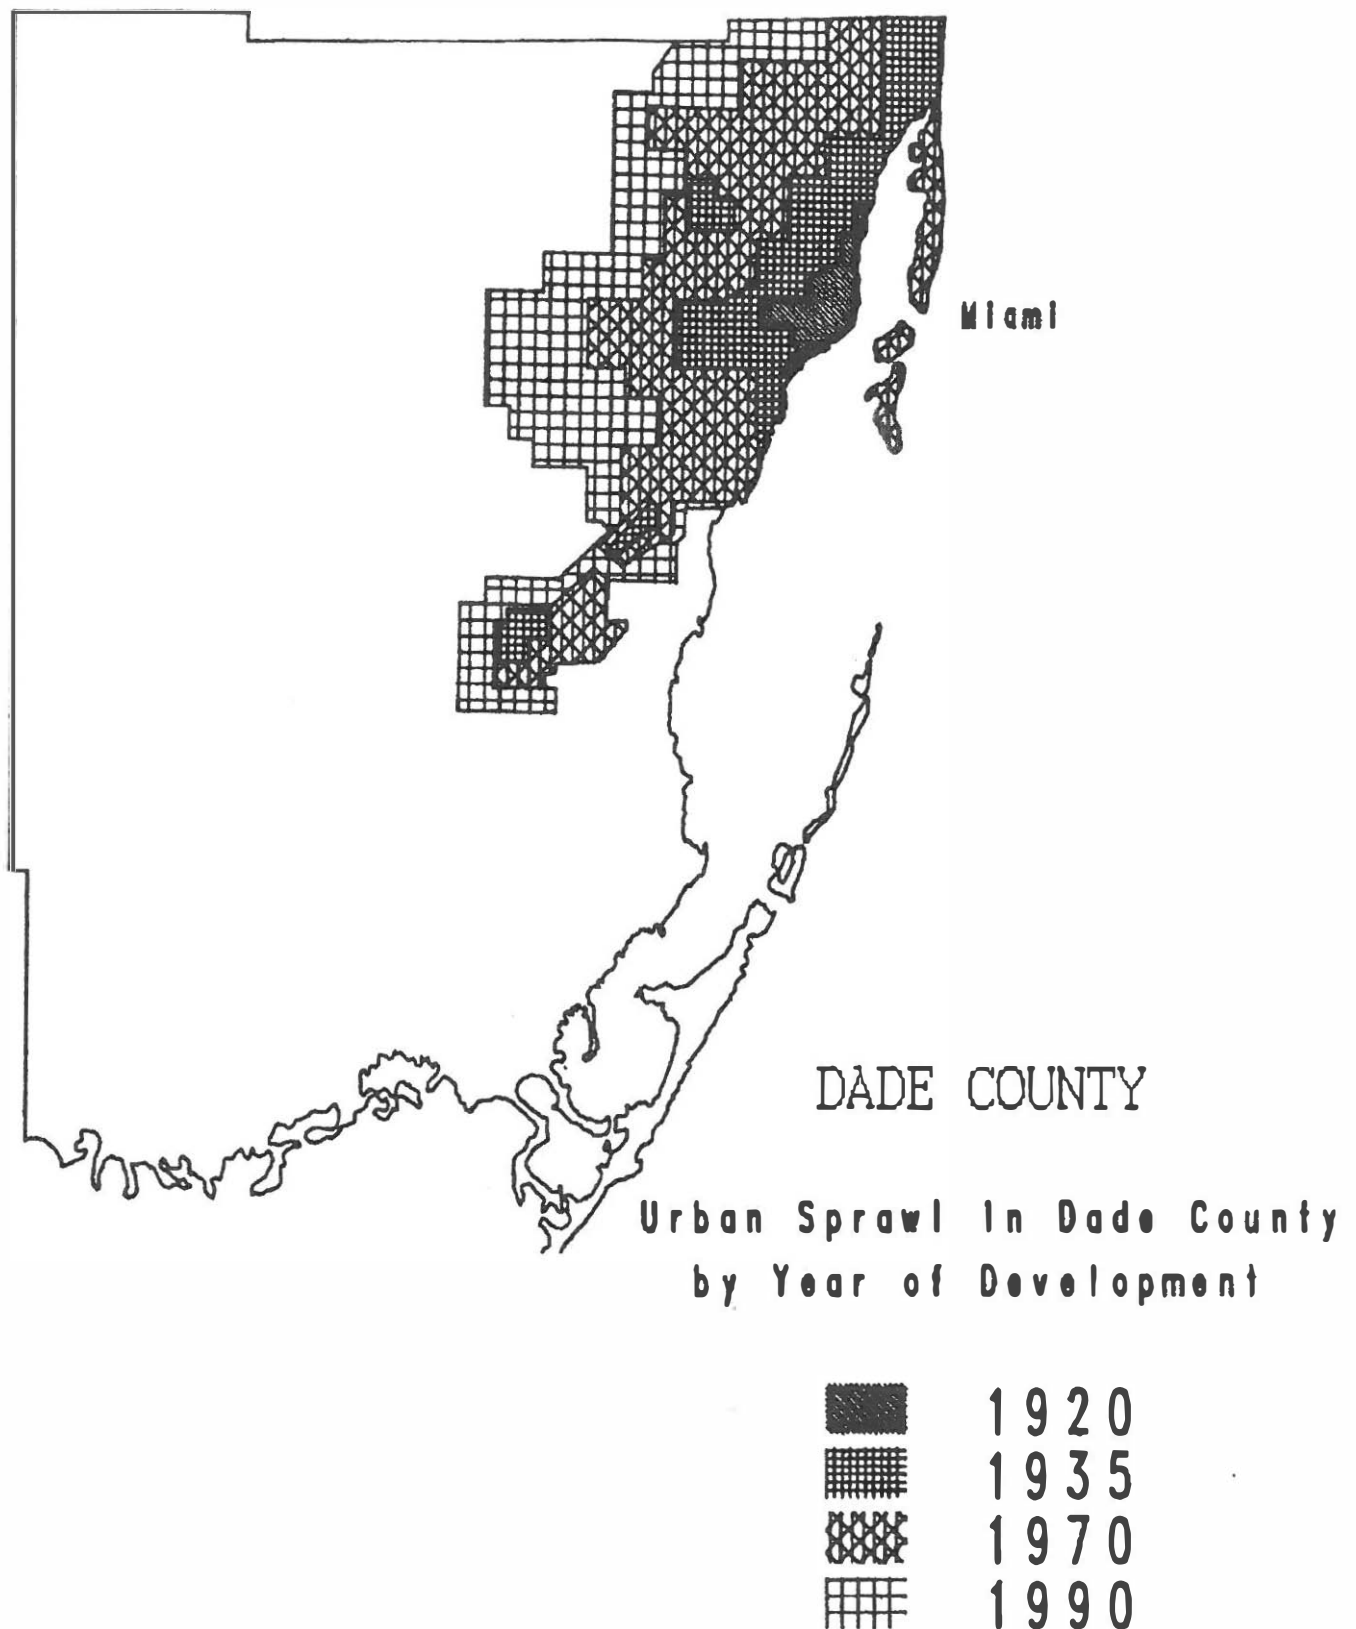 Miami
DADE COUNTY
Urban Sprawl in Dade County
by Year of Development
1920
1935
1970
1990